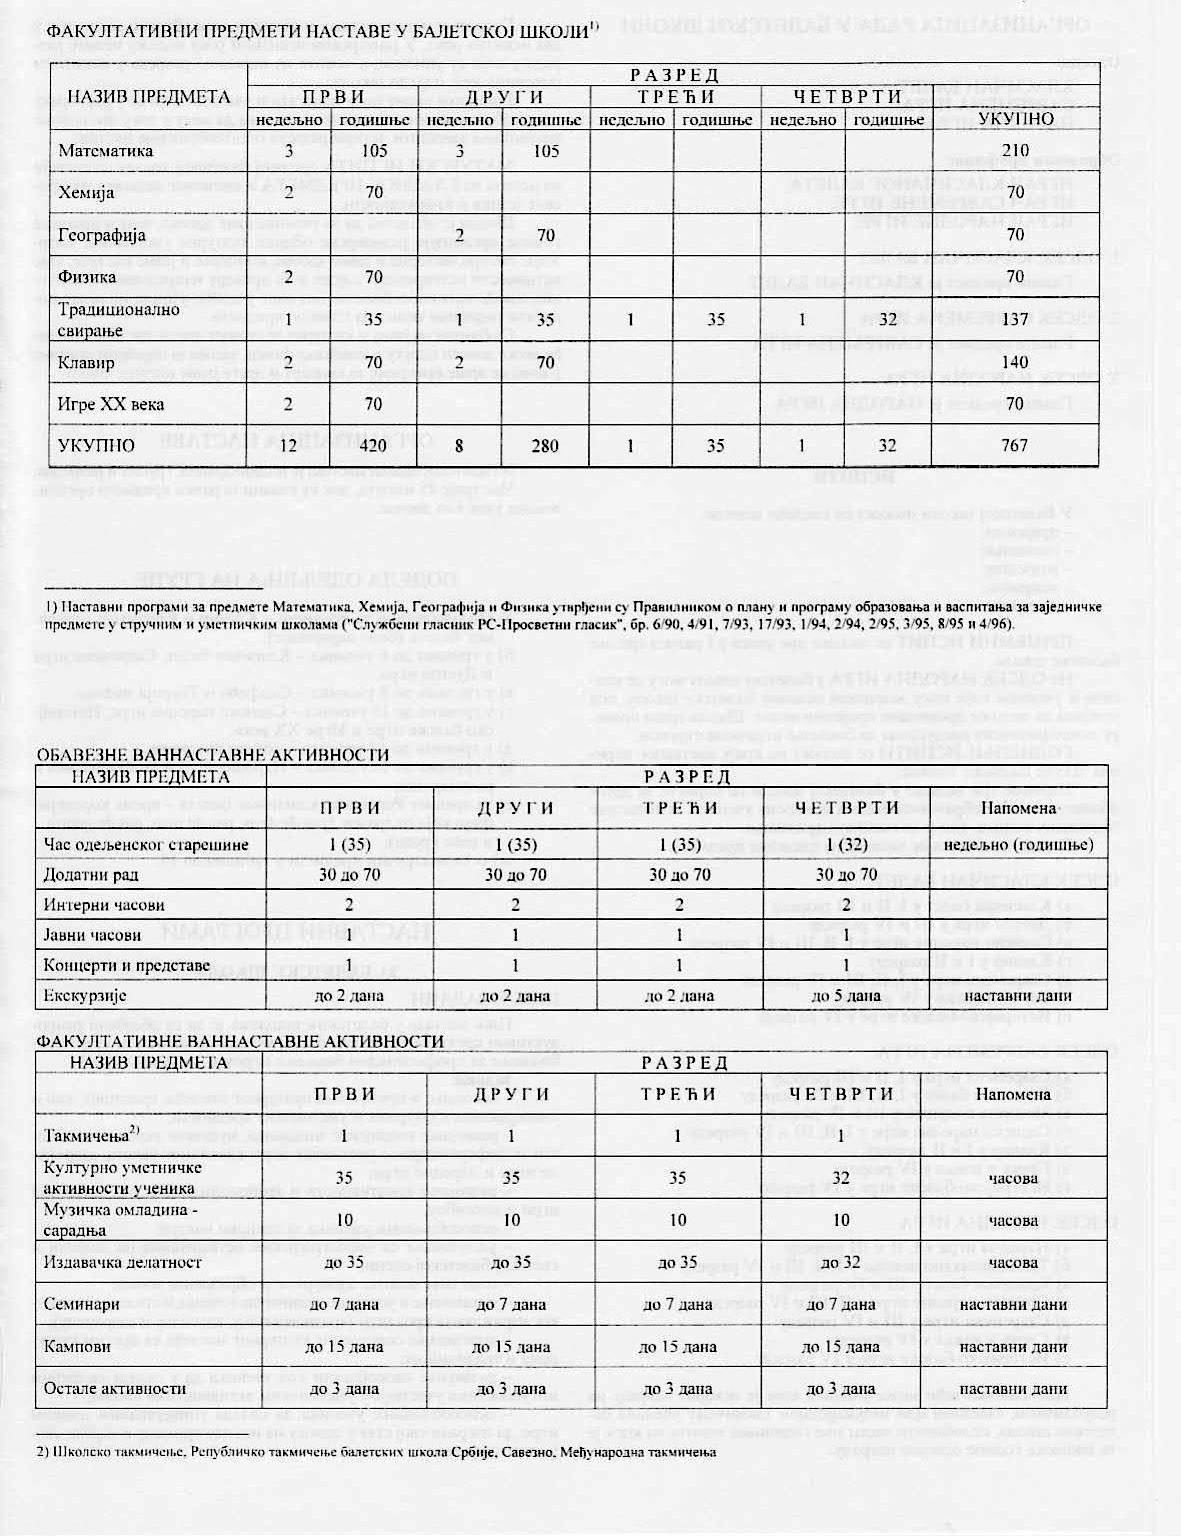 ФАКУЛТАТИВНИ ПРЕДМЕТИ НАСТАВЕ У БАЛЕТСКОЈ ШКОЛИ1)
НАЗИВ ПРЕДМЕТА РАЗРЕД
ПРВИ ДРУГИ ТРЕЋИ ЧЕТВРТИ
недељно годишње недељно годишње недељно годишње недељно годишње УКУПНО
Математика 3 105 3 105 210
Хемија 2 70 70
Географија 2 70 70
Физика 2 70 70
Традиционално
свирање 1 35 1 35 1 35 1 32 137
Клавир 2 70 2 70 140
Игре XX века 2 70 70
УКУПНО 12 420 8 280 1 35 1 32 767
1) Наставни програми за предмете Математика, Хемија, Географија и Физика утврђени су Правилником о плану и програму образовања и васпитања за заједничке
предмете у стручним и уметничким школама ("Службени гласник РС-Просветни гласик", бр. 6/90, 4/91, 7/93, 17/93, 1/94, 2/94, 2/95, 3/95, 8/95 и 4/96).
ОБАВЕЗНЕ ВАННАСТАВНЕ АКТИВНОСТИ
НАЗИВ ПРЕДМЕТА РАЗРЕД
ПРВИ ДРУГИ ТРЕЋИ ЧЕТВРТИ Напомена
Час одељенског старешине 1 (35) 1 (35) 1 (35) 1 (32) недељно (годишње)
Додатни рад 30 до 70 30 до 70 30 до 70 30 до 70
Интерни часови 2 2 2 2
Јавни часови 1 1 1 1
Концерти и представе 1 1 1 1
Екскурзије до 2 дана до 2 дана до 2 дана до 5 дана наставни дани
ФАКУЛТАТИВНЕ ВАННАСТАВНЕ АКТИВНОСТИ
НАЗИВ ПРЕДМЕТА РАЗРЕД
ПРВИ ДРУГИ ТРЕЋИ ЧЕТВРТИ Напомена
Такмичења2) 1 1 1 1
Културно уметничке
активности ученика 35 35 35 32 часова
Музичка омладина -
сарадња 10 10 10 10 часова
Издавачка делатност до 35 до 35 до 35 до 32 часова
Семинари до 7 дана до 7 дана до 7 дана до 7 дана наставни дани
Кампови до 15 дана до 15 дана до 15 дана до 15 дана наставни дани
Остале активности до 3 дана до 3 дана до 3 дана до 3 дана наставни дани
2) Школско такмичење, Републичко такмичење балетских школа Србије, Савезно, Међународна такмичења